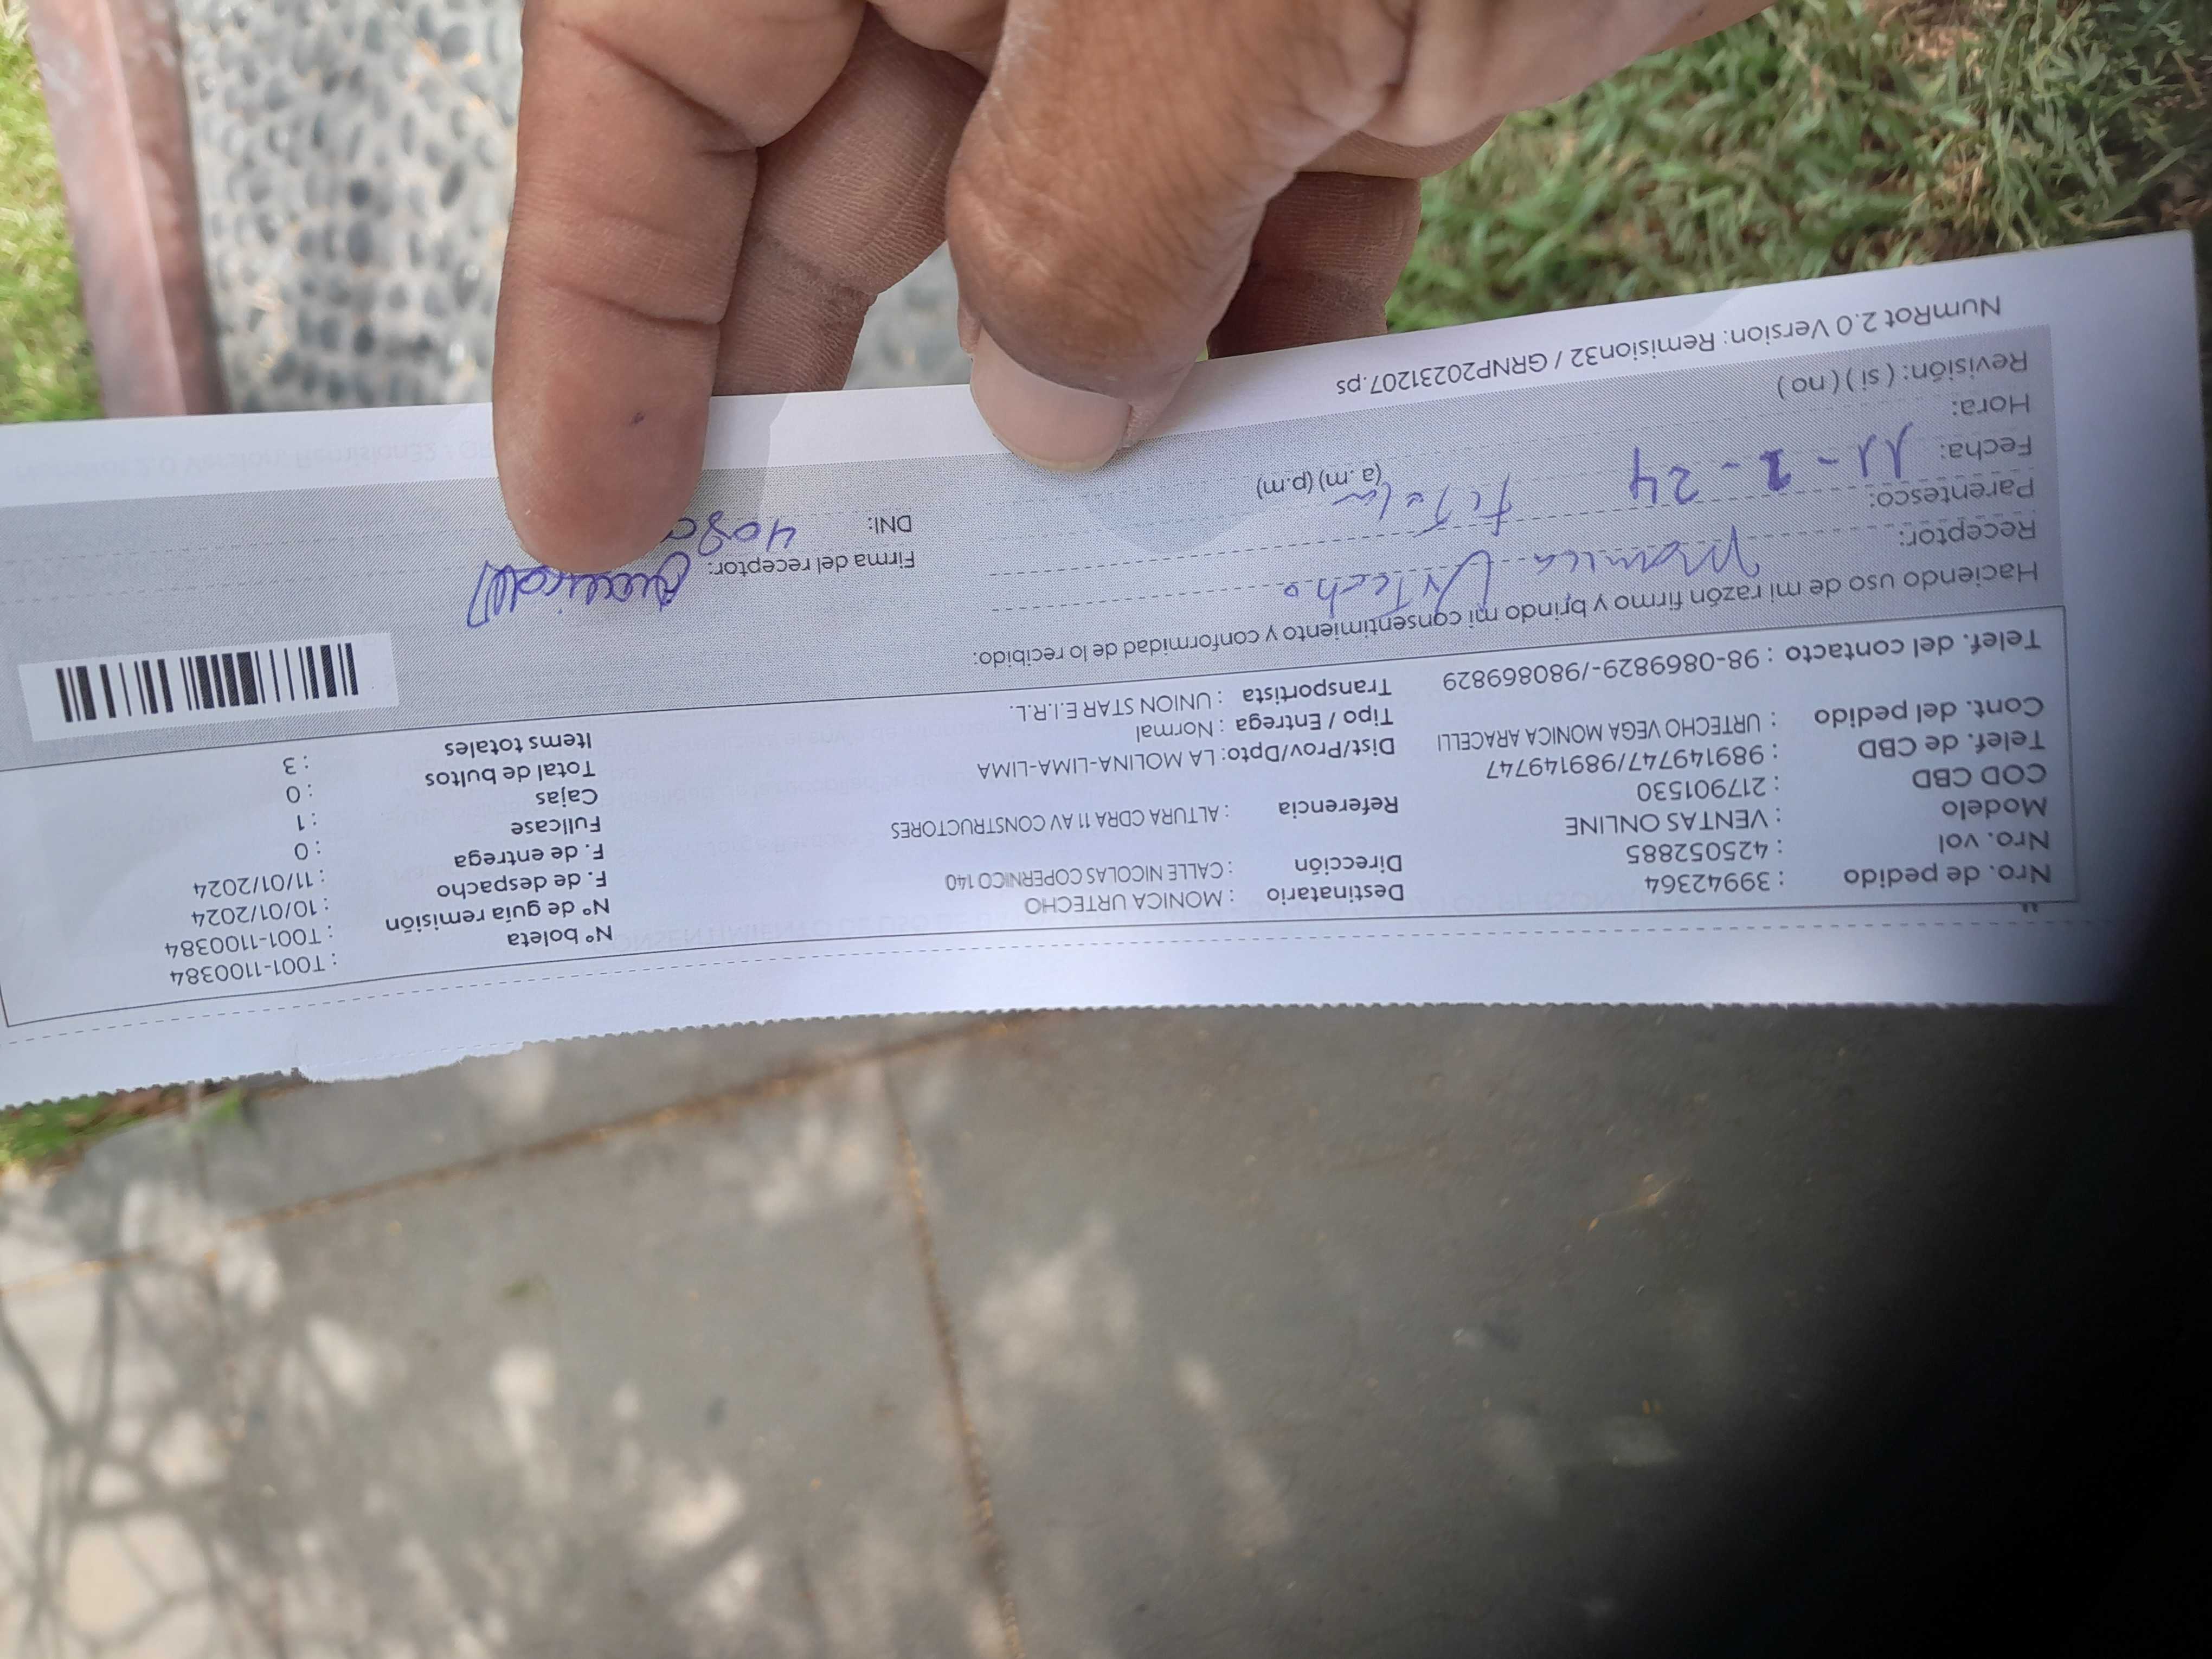 Nro. de pedido : 39942364 Destinatario : MONICA URTECHO N° boleta : T001-1100384
Nro. vol : 425052885 Dirección : CALLE NICOLAS COPERNICO 140 N° de guía remisión : T001-1100384
Modelo : VENTAS ONLINE F. de despacho : 10/01/2024
COD CBD : 217901530 Referencia : ALTURA CDRA 11 AV CONSTRUCTORES F. de entrega : 11/01/2024
Telef. de CBD : 989149747/989149747 Fullcase : 0
Cont. del pedido : URTECHO VEGA MONICA ARACELLI Dist/Prov/Dpto: LA MOLINA-LIMA-LIMA Cajas : 1
Telef. del contacto : 98-0869829-/980869829 Tipo / Entrega : Normal Total de bultos : 0
Transportista : UNION STAR E.I.R.L. Items totales : 3
Haciendo uso de mi razón firmo y brindo mi consentimiento y conformidad de lo recibido:
Receptor: Monica Urtecho Firma del receptor:
Parentesco: titular DNI: 408
Fecha: 11-1-24
Hora: (a.m) (p.m)
Revisión: ( si ) ( no )
NumRot 2.0 Version: Remision32 / GRNP20231207.ps